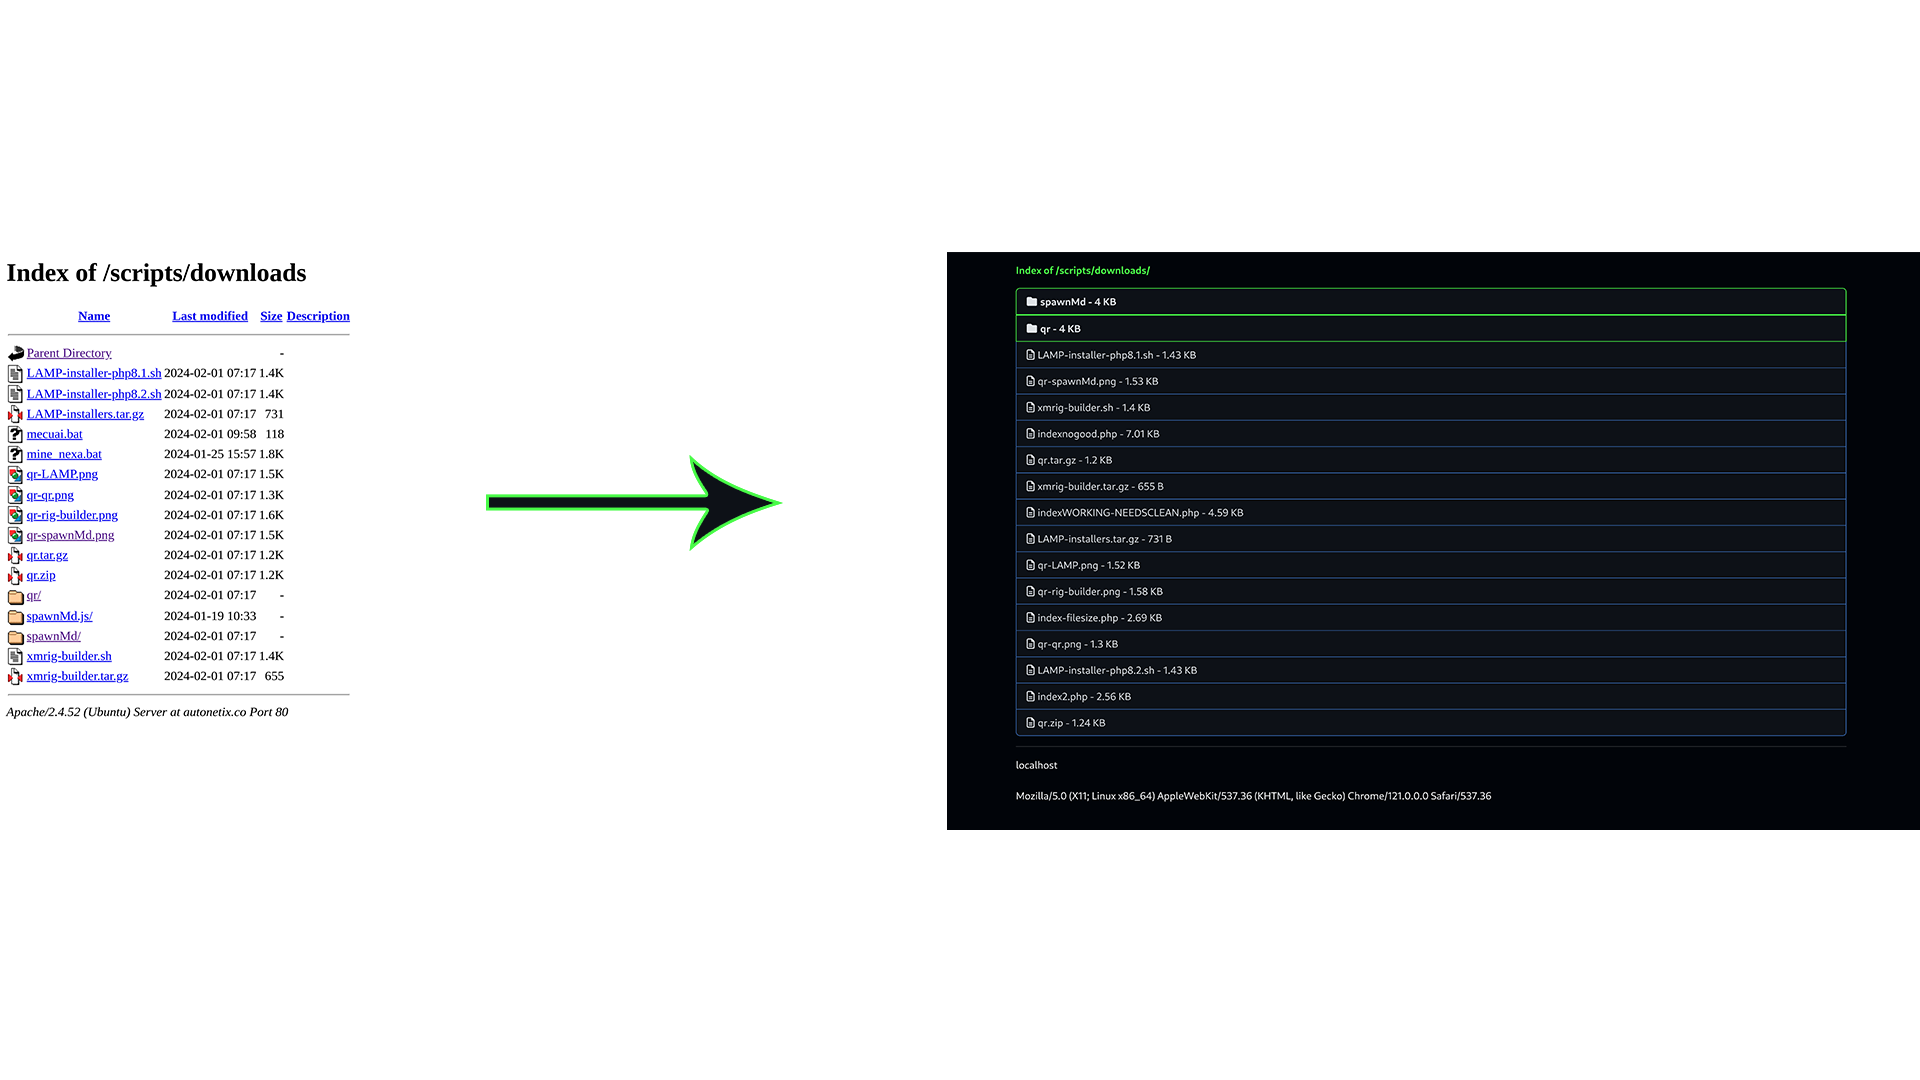 Index of /scripts/downloads
Name Last modified Size Description
Parent Directory -
LAMP-installer-php8.1.sh 2024-02-01 07:17 1.4K
LAMP-installer-php8.2.sh 2024-02-01 07:17 1.4K
LAMP-installers.tar.gz 2024-02-01 07:17 731
mecuai.bat 2024-02-01 09:58 118
mine_nexa.bat 2024-01-25 15:57 1.8K
qr-LAMP.png 2024-02-01 07:17 1.5K
qr-qr.png 2024-02-01 07:17 1.3K
qr-rig-builder.png 2024-02-01 07:17 1.6K
qr-spawnMd.png 2024-02-01 07:17 1.5K
qr.tar.gz 2024-02-01 07:17 1.2K
qr.zip 2024-02-01 07:17 1.2K
qr/ 2024-02-01 07:17 -
spawnMd.js/ 2024-01-19 10:33 -
spawnMd/ 2024-02-01 07:17 -
xmrig-builder.sh 2024-02-01 07:17 1.4K
xmrig-builder.tar.gz 2024-02-01 07:17 655
Apache/2.4.52 (Ubuntu) Server at autonetix.co Port 80
Index of /scripts/downloads/
spawnMd - 4 KB
qr - 4 KB
LAMP-installer-php8.1.sh - 1.43 KB
qr-spawnMd.png - 1.53 KB
xmrig-builder.sh - 1.4 KB
indexnogood.php - 7.01 KB
qr.tar.gz - 1.2 KB
xmrig-builder.tar.gz - 655 B
indexWORKING-NEEDSCLEAN.php - 4.59 KB
LAMP-installers.tar.gz - 731 B
qr-LAMP.png - 1.52 KB
qr-rig-builder.png - 1.58 KB
index-filesize.php - 2.69 KB
qr-qr.png - 1.3 KB
LAMP-installer-php8.2.sh - 1.43 KB
index2.php - 2.56 KB
qr.zip - 1.24 KB
localhost
Mozilla/5.0 (X11; Linux x86_64) AppleWebKit/537.36 (KHTML, like Gecko) Chrome/121.0.0.0 Safari/537.36